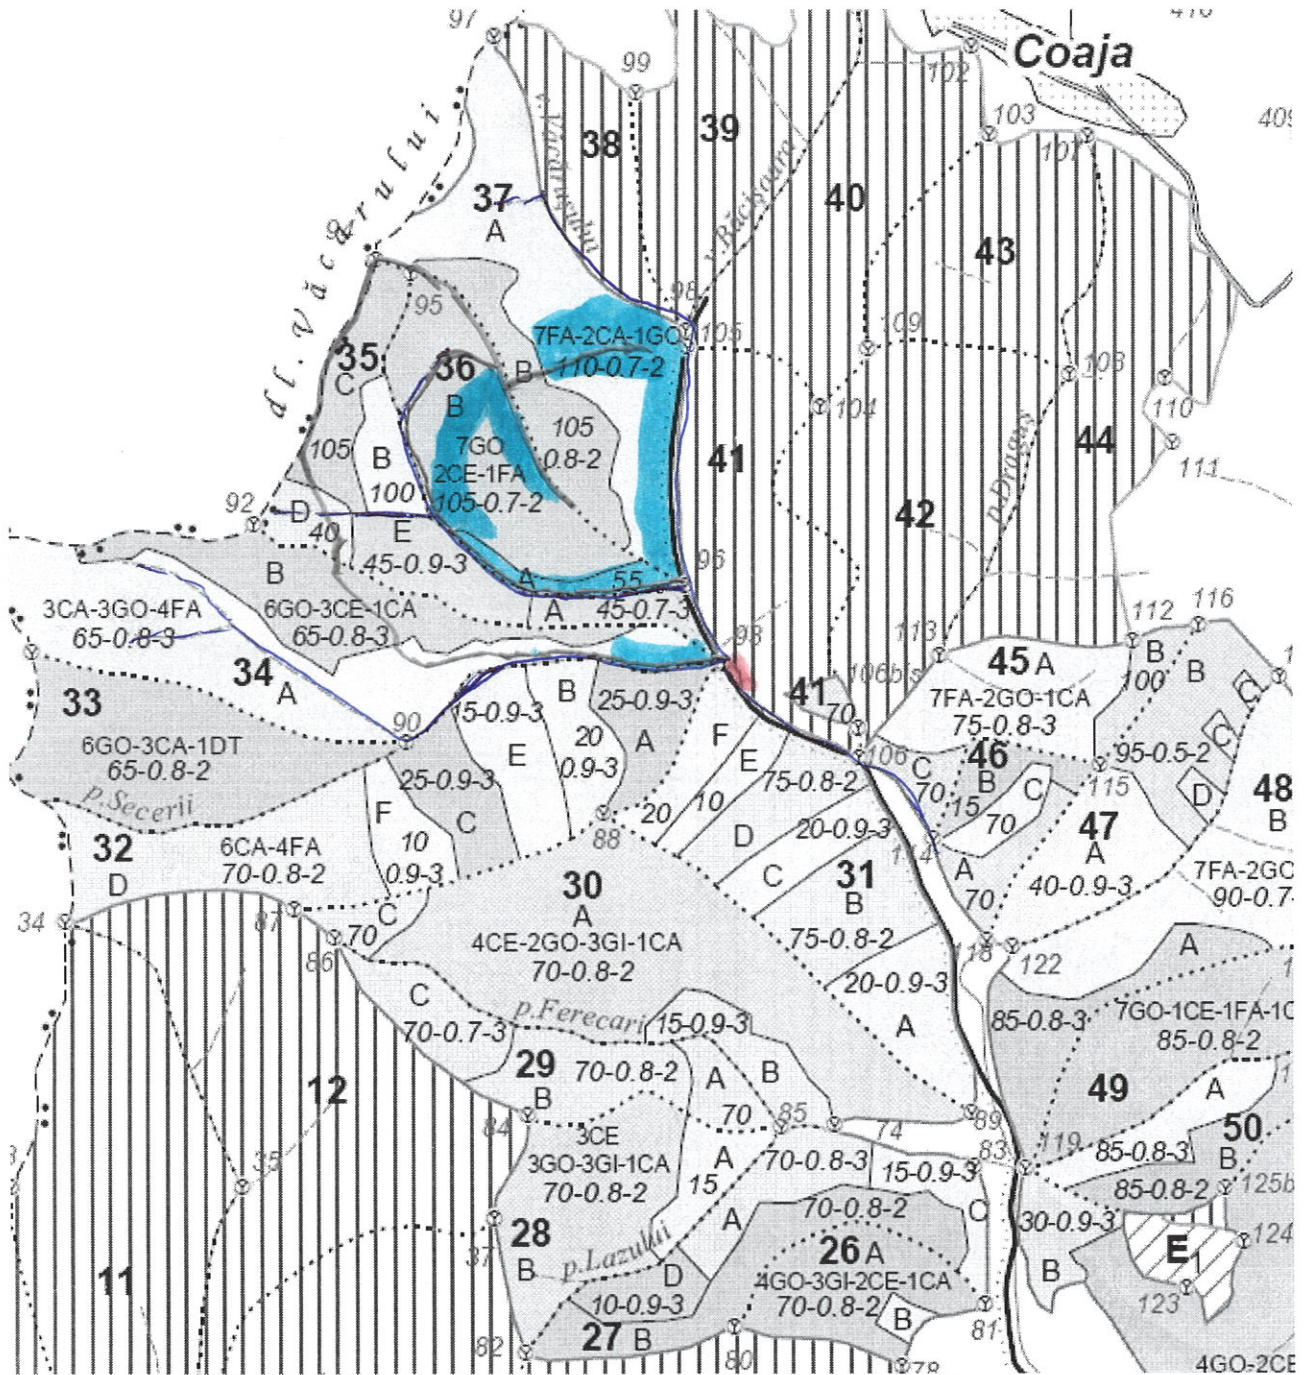 97
99
102
Coaja
103
107
38
39
40
v. Văcărușului
v. Răcișoara
37
A
dl. Văcărului
43
95
98
105
7FA-2CA-1GO
110-0.7-2
109
108
35
C
36
B
B
104
110
105
0.8-2
7GO
2CE-1FA
105-0.7-2
105
B
100
41
44
111
p.Draguș
42
92
D
40
E
45-0.9-3
96
55
A
A
45-0.7-3
B
6GO-3CE-1CA
65-0.8-3
3CA-3GO-4FA
65-0.8-3
34
A
93
113
112
116
106bis
41
70
45 A
7FA-2GO-1CA
75-0.8-3
B
100
B
C
33
6GO-3CA-1DT
65-0.8-2
p.Secerii
90
15-0.9-3
B
25-0.9-3
E
20
0.9-3
A
F
E
106
46
C
B
C
70
15
70
95-0.5-2
C
D
115
48
B
25-0.9-3
C
F
10
0.9-3
75-0.8-2
10
20
88
D
20-0.9-3
C
114
47
A
40-0.9-3
32
D
6CA-4FA
70-0.8-2
31
B
A
70
7FA-2GO
90-0.7-
30
A
4CE-2GO-3GI-1CA
70-0.8-2
75-0.8-2
34
87
C
70
86
118
122
A
20-0.9-3
A
C
70-0.7-3
p.Ferecari
15-0.9-3
85-0.8-3
7GO-1CE-1FA-1C
85-0.8-2
12
29
B
70-0.8-2
A
B
70
49
A
84
85
74
89
50
B
3CE
3GO-3GI-1CA
70-0.8-2
A
15
70-0.8-3
15-0.9-3
83
119
85-0.8-3
85-0.8-2
125b
35
28
B
37
p.Lazului
A
70-0.8-2
C
30-0.9-3
E
124
11
D
26 A
4GO-3GI-2CE-1CA
70-0.8-2
B
B
123
10-0.9-3
27 B
81
82
80
78
4GO-2CE